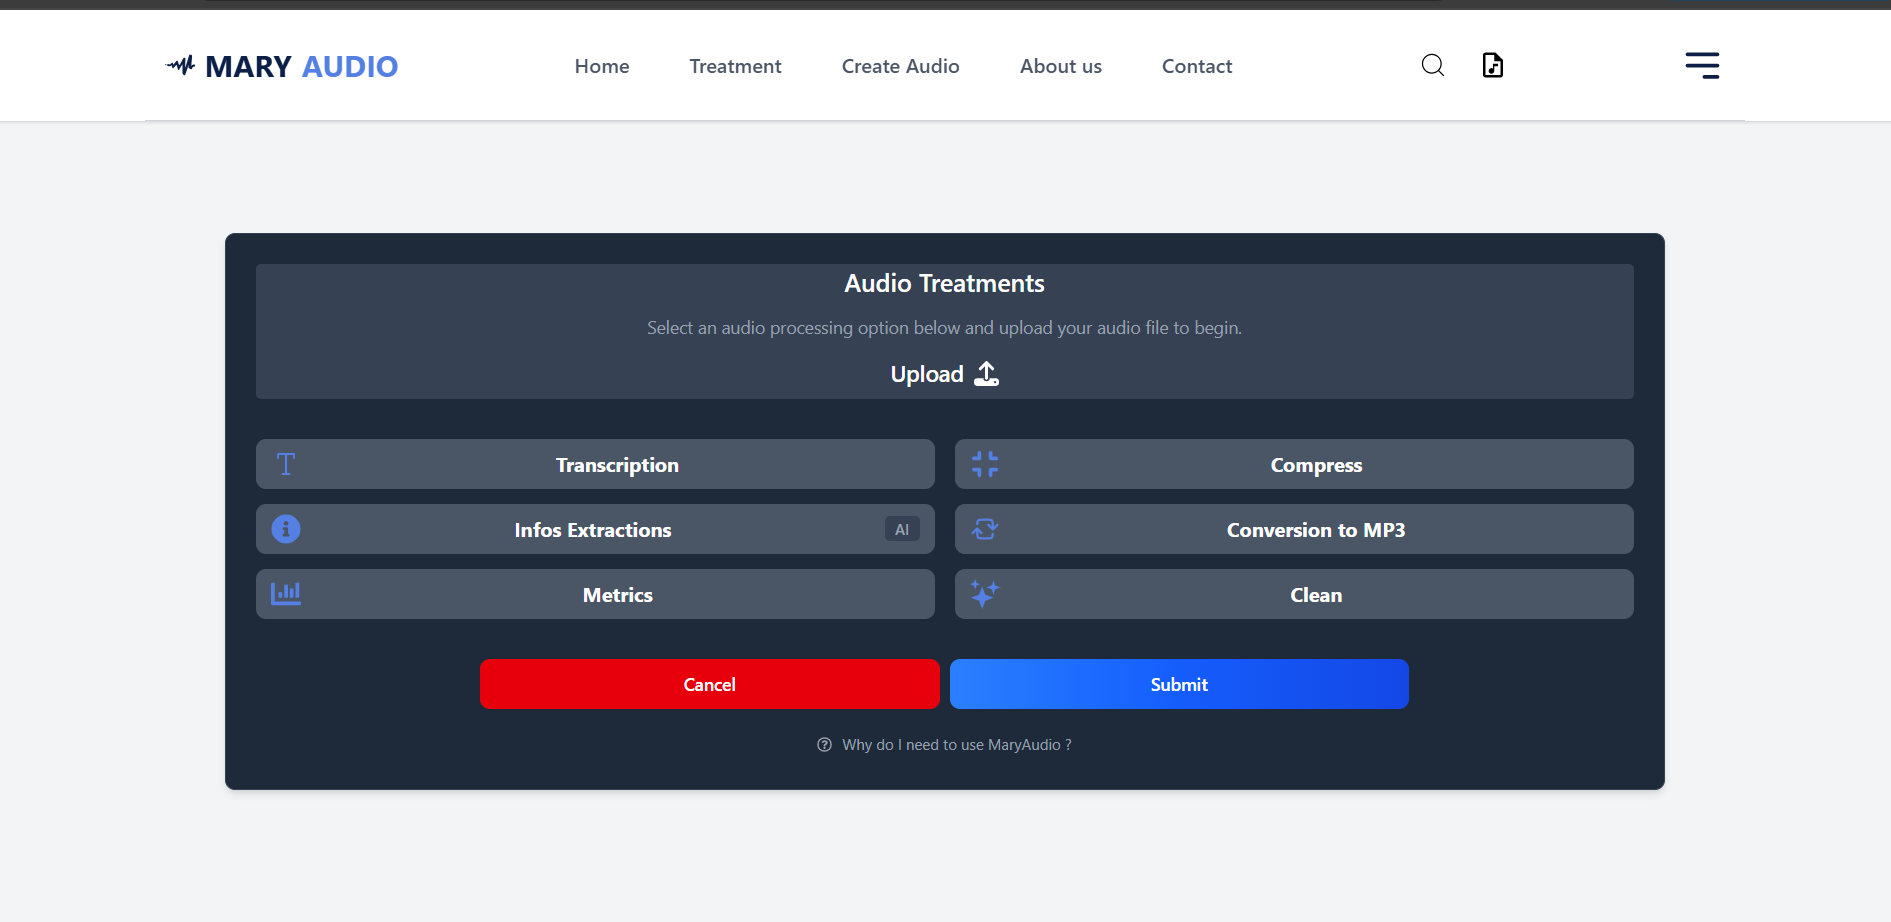 MARY AUDIO
Home Treatment Create Audio About us Contact
Audio Treatments
Select an audio processing option below and upload your audio file to begin.
Upload
Transcription
Compress
Infos Extractions AI
Conversion to MP3
Metrics
Clean
Cancel
Submit
Why do I need to use MaryAudio ?